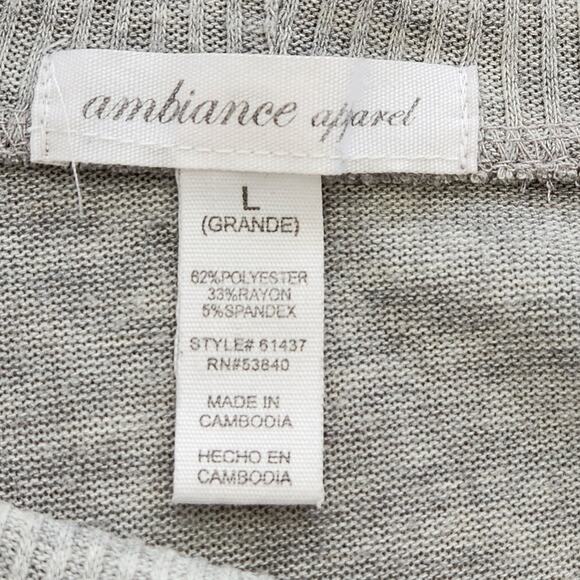 ambiance apparel
L
(GRANDE)
62%POLYESTER
33%RAYON
5%SPANDEX
STYLE# 61437
RN#53840
MADE IN
CAMBODIA
HECHO EN
CAMBODIA